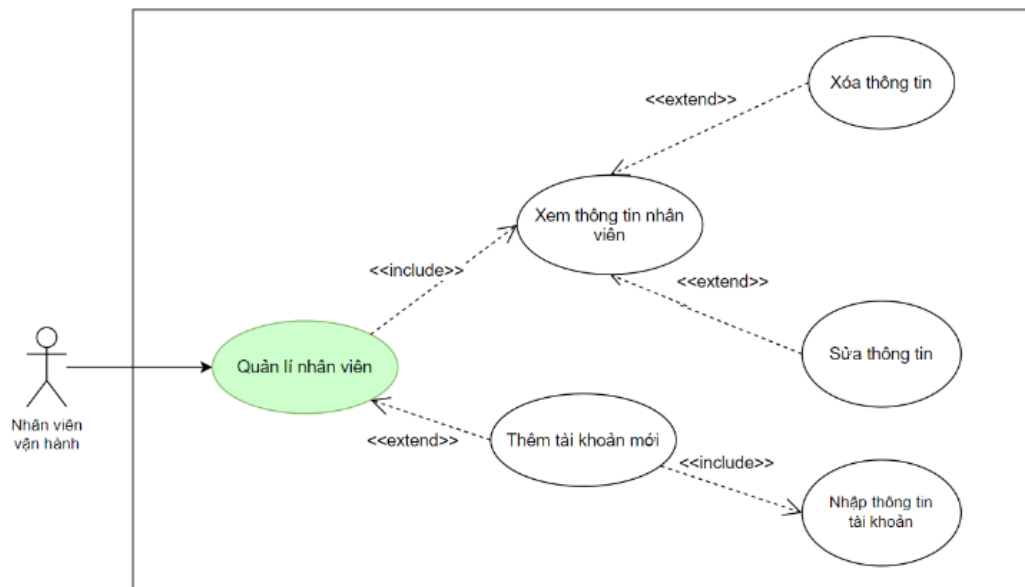 Xóa thông tin
<<extend>>
Xem thông tin nhân
viên
<<include>>
<<extend>>
Quản lí nhân viên
Sửa thông tin
Nhân viên
vận hành
<<extend>>
Thêm tài khoản mới
<<include>>
Nhập thông tin
tài khoản